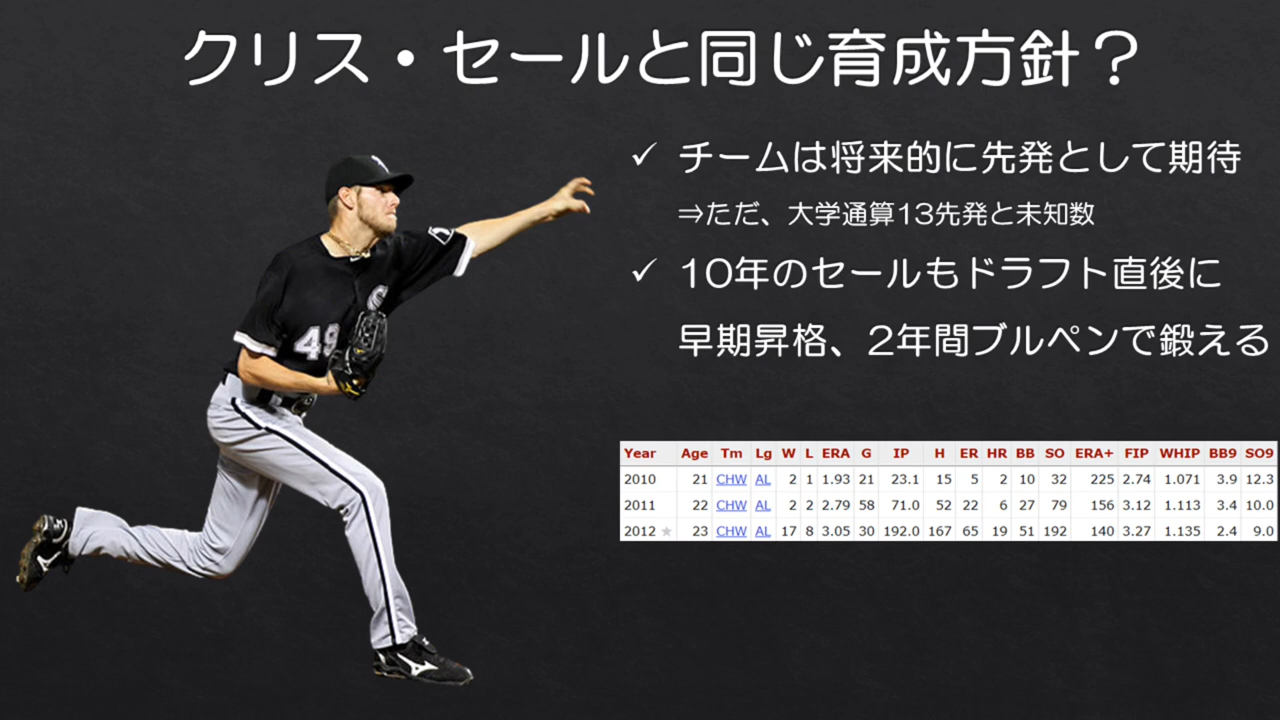 クリス・セールと同じ育成方針？
✓ チームは将来的に先発として期待
⇒ただ、大学通算13先発と未知数
✓ 10年のセールもドラフト直後に
早期昇格、2年間ブルペンで鍛える
49
Year Age Tm Lg W L ERA G IP H ER HR BB SO ERA+ FIP WHIP BB9 SO9
2010 21 CHW AL 2 1 1.93 21 23.1 15 5 2 10 32 225 2.74 1.071 3.9 12.3
2011 22 CHW AL 2 2 2.79 58 71.0 52 22 6 27 79 156 3.12 1.113 3.4 10.0
2012 ★ 23 CHW AL 17 8 3.05 30 192.0 167 65 19 51 192 140 3.27 1.135 2.4 9.0